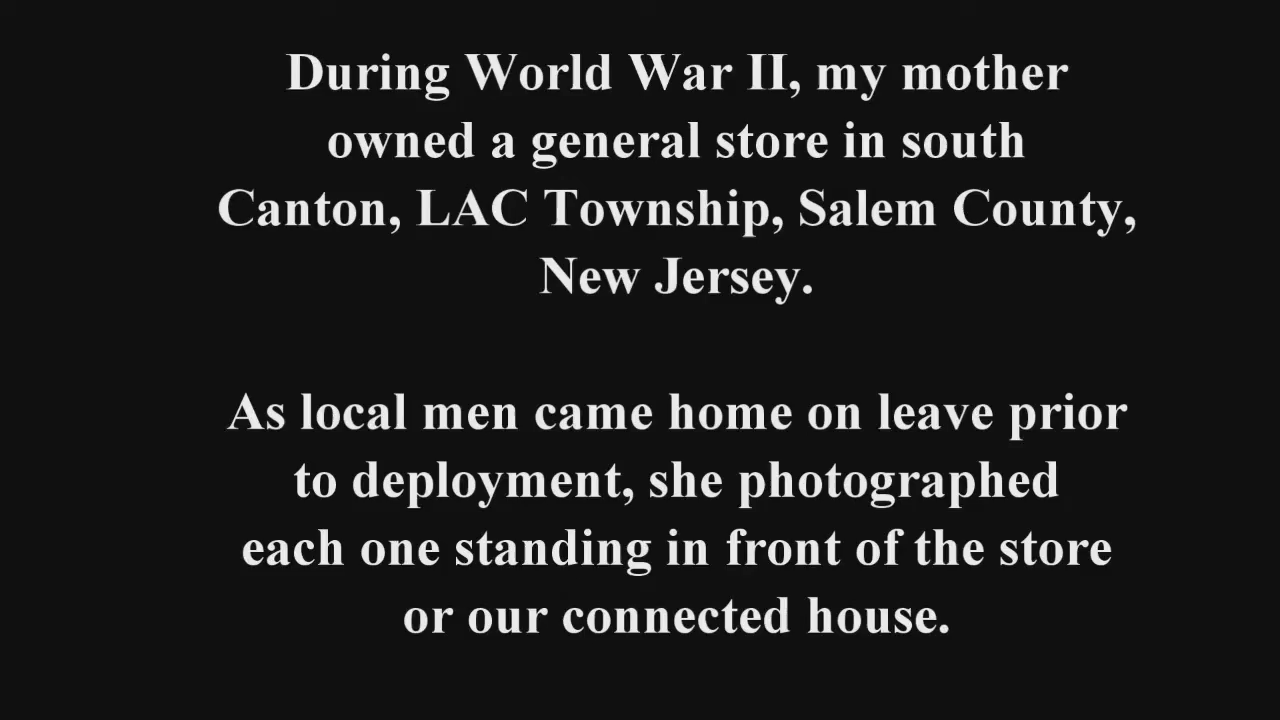 During World War II, my mother
owned a general store in south
Canton, LAC Township, Salem County,
New Jersey.
As local men came home on leave prior
to deployment, she photographed
each one standing in front of the store
or our connected house.